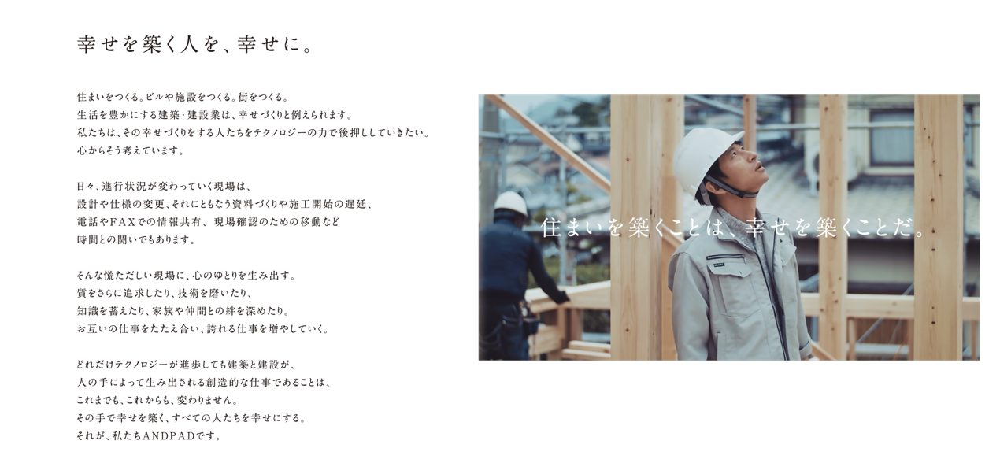 幸せを築く人を、幸せに。
住まいをつくる。ビルや施設をつくる。街をつくる。
生活を豊かにする建築・建設業は、幸せづくりと例えられます。
私たちは、その幸せづくりをする人たちをテクノロジーの力で後押ししていきたい。
心からそう考えています。
日々、進行状況が変わっていく現場は、
設計や仕様の変更、それにともなう資料づくりや施工開始の遅延、
電話やFAXでの情報共有、現場確認のための移動など
時間との闘いでもあります。
そんな慌ただしい現場に、心のゆとりを生み出す。
質をさらに追求したり、技術を磨いたり、
知識を蓄えたり、家族や仲間との絆を深めたり。
お互いの仕事をたたえ合い、誇れる仕事を増やしていく。
どれだけテクノロジーが進歩しても建築と建設が、
人の手によって生み出される創造的な仕事であることは、
これまでも、これからも、変わりません。
その手で幸せを築く、すべての人たちを幸せにする。
それが、私たちANDPADです。
住まいを築くことは、幸せを築くことだ。